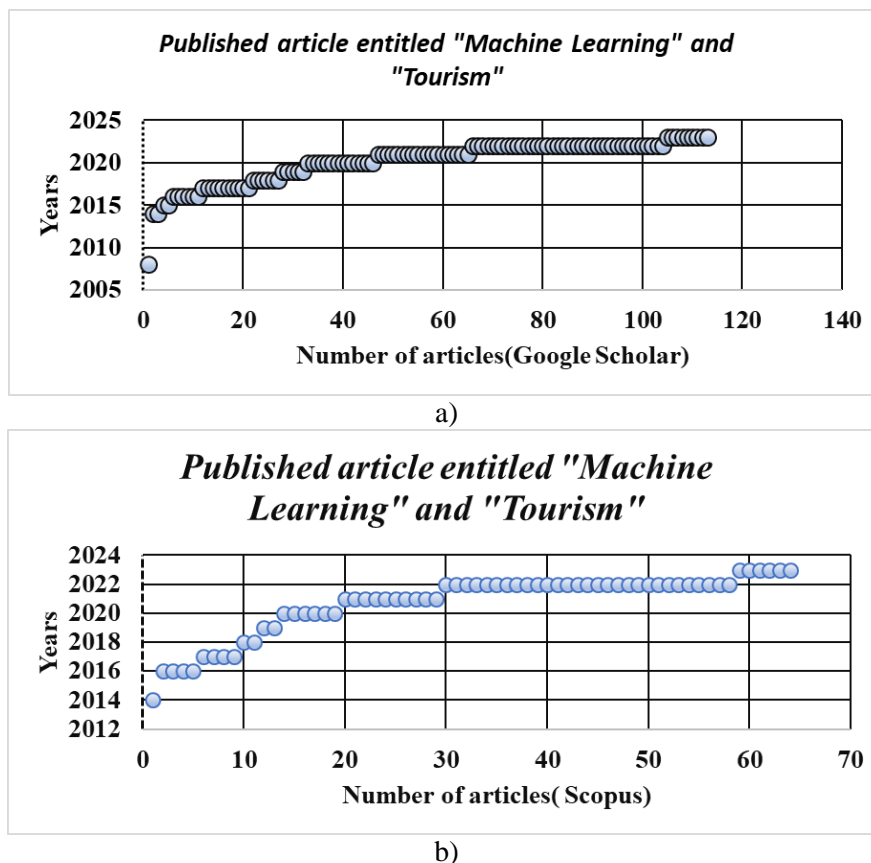 Published article entitled "Machine Learning" and
"Tourism"
2025
2020
2015
2010
2005
Years
0 20 40 60 80 100 120 140
Number of articles(Google Scholar)
a)
Published article entitled "Machine
Learning" and "Tourism"
2024
2022
2020
2018
2016
2014
2012
Years
0 10 20 30 40 50 60 70
Number of articles( Scopus)
b)